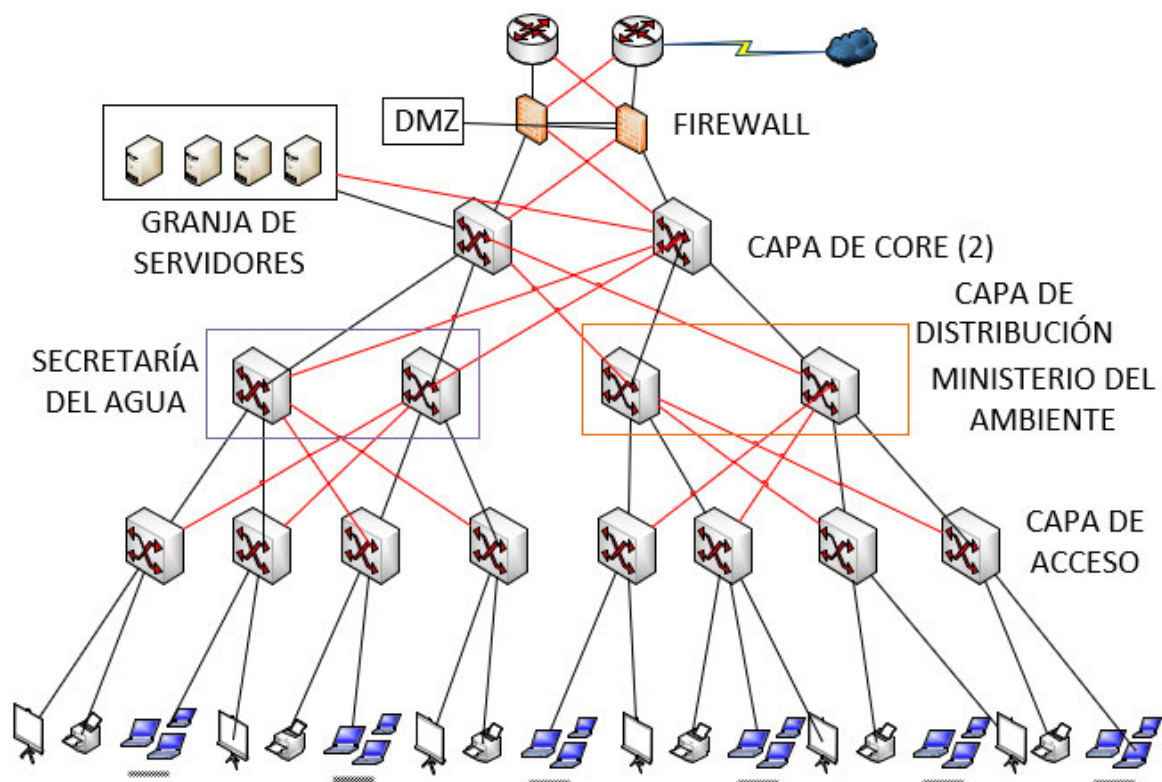 DMZ
FIREWALL
GRANJA DE
SERVIDORES
CAPA DE CORE (2)
CAPA DE
DISTRIBUCIÓN
SECRETARÍA
DEL AGUA
MINISTERIO DEL
AMBIENTE
CAPA DE
ACCESO